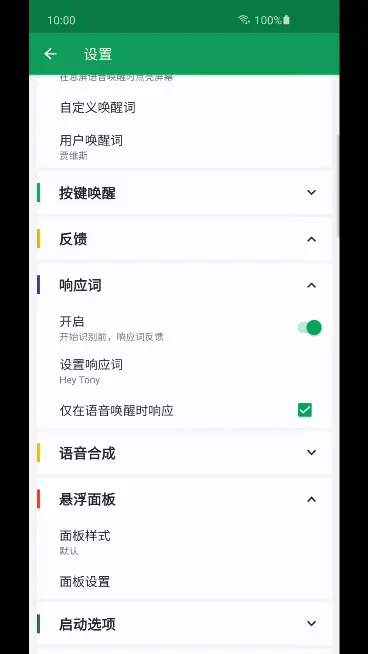 10:00
100%
设置
在息屏语音唤醒时点亮屏幕
自定义唤醒词
用户唤醒词
贾维斯
按键唤醒
反馈
响应词
开启
开始识别前，响应词反馈
设置响应词
Hey Tony
仅在语音唤醒时响应
语音合成
悬浮面板
面板样式
默认
面板设置
启动选项